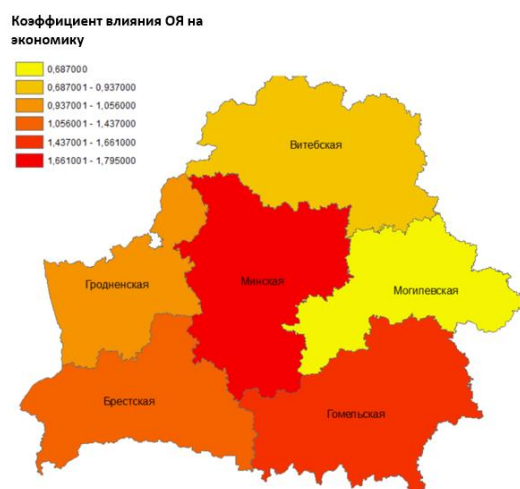 Коэффициент влияния ОЯ на
экономику
0,687000
0,687001 - 0,937000
0,937001 - 1,056000
1,056001 - 1,437000
1,437001 - 1,661000
1,661001 - 1,795000
Витебская
Гродненская
Минская
Могилевская
Брестская
Гомельская